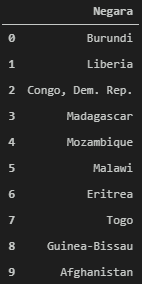 Negara
0 Burundi
1 Liberia
2 Congo, Dem. Rep.
3 Madagascar
4 Mozambique
5 Malawi
6 Eritrea
7 Togo
8 Guinea-Bissau
9 Afghanistan